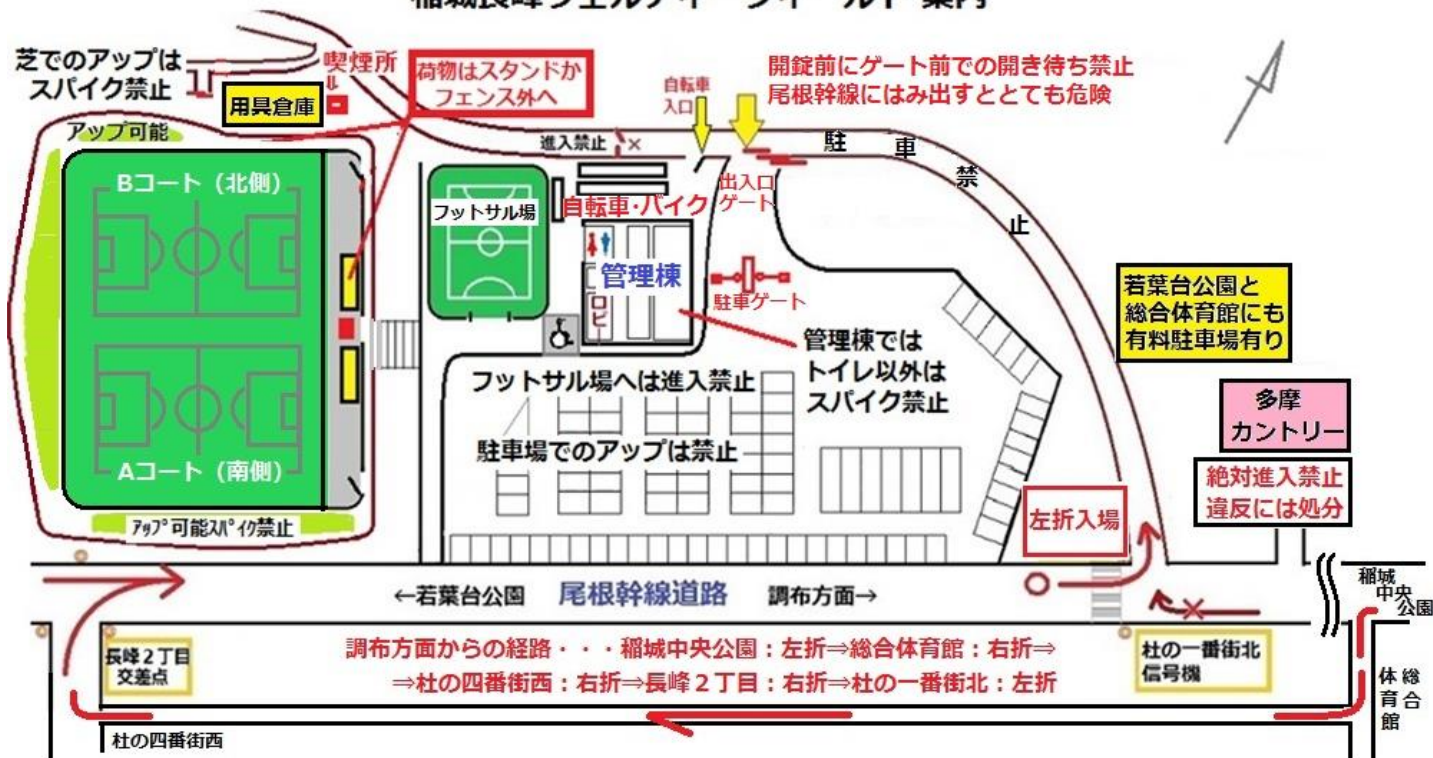 稲城長峰ヴェルディーフィールド 案内
芝でのアップは
スパイク禁止
喫煙所
用具倉庫
荷物はスタンドか
フェンス外へ
自転車
入口
開錠前にゲート前での開き待ち禁止
尾根幹線にはみ出すととても危険
アップ可能
進入禁止
×
駐車禁止
Bコート（北側）
フットサル場
自転車・バイク
出入口
ゲート
管理棟
ロビ
駐車ゲート
若葉台公園と
総合体育館にも
有料駐車場有り
管理棟では
トイレ以外は
スパイク禁止
フットサル場へは進入禁止
多摩
カントリー
駐車場でのアップは禁止
Aコート（南側）
絶対進入禁止
違反には処分
左折入場
ｱｯﾌﾟ可能ｽﾊﾟｲｸ禁止
←若葉台公園 尾根幹線道路 調布方面→
稲城
中央
公園
調布方面からの経路・・・稲城中央公園：左折⇒総合体育館：右折⇒
⇒杜の四番街西：右折⇒長峰２丁目：右折⇒杜の一番街北：左折
長峰２丁目
交差点
杜の一番街北
信号機
総合
体育館
杜の四番街西